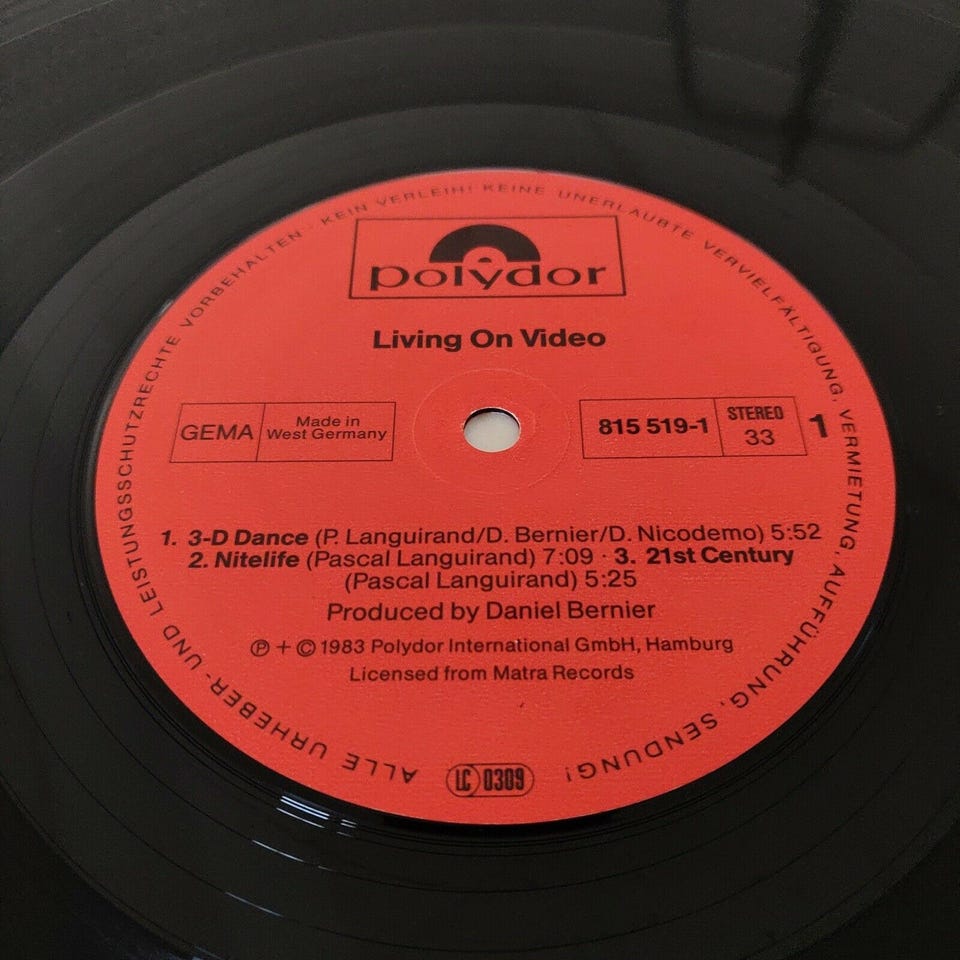 ALLE URHEBER- UND LEISTUNGSSCHUTZRECHTE VORBEHALTEN · KEIN VERLEIH! KEINE UNERLAUBTE VERVIELFÄLTIGUNG, VERMIETUNG, AUFFÜHRUNG, SENDUNG!
polydor
Living On Video
GEMA
Made in
West Germany
815 519-1
STEREO
33
1
1. 3-D Dance (P. Languirand/D. Bernier/D. Nicodemo) 5:52
2. Nitelife (Pascal Languirand) 7:09 · 3. 21st Century
(Pascal Languirand) 5:25
Produced by Daniel Bernier
℗ + © 1983 Polydor International GmbH, Hamburg
Licensed from Matra Records
LC 0309